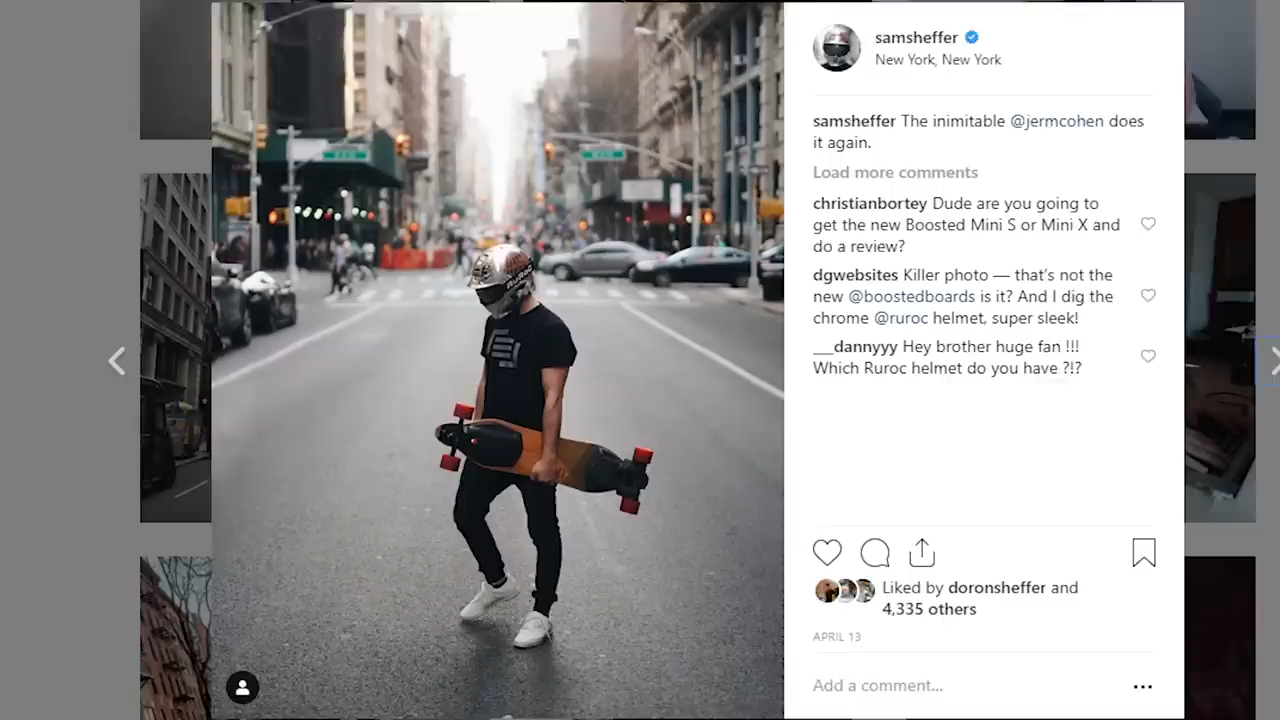 samsheffer
New York, New York
samsheffer The inimitable @jermcohen does
it again.
Load more comments
christianbortey Dude are you going to
get the new Boosted Mini S or Mini X and
do a review?
dgwebsites Killer photo — that's not the
new @boostedboards is it? And I dig the
chrome @ruroc helmet, super sleek!
___dannyyy Hey brother huge fan !!!
Which Ruroc helmet do you have ?!?
Liked by doronsheffer and
4,335 others
APRIL 13
Add a comment...
RUROC